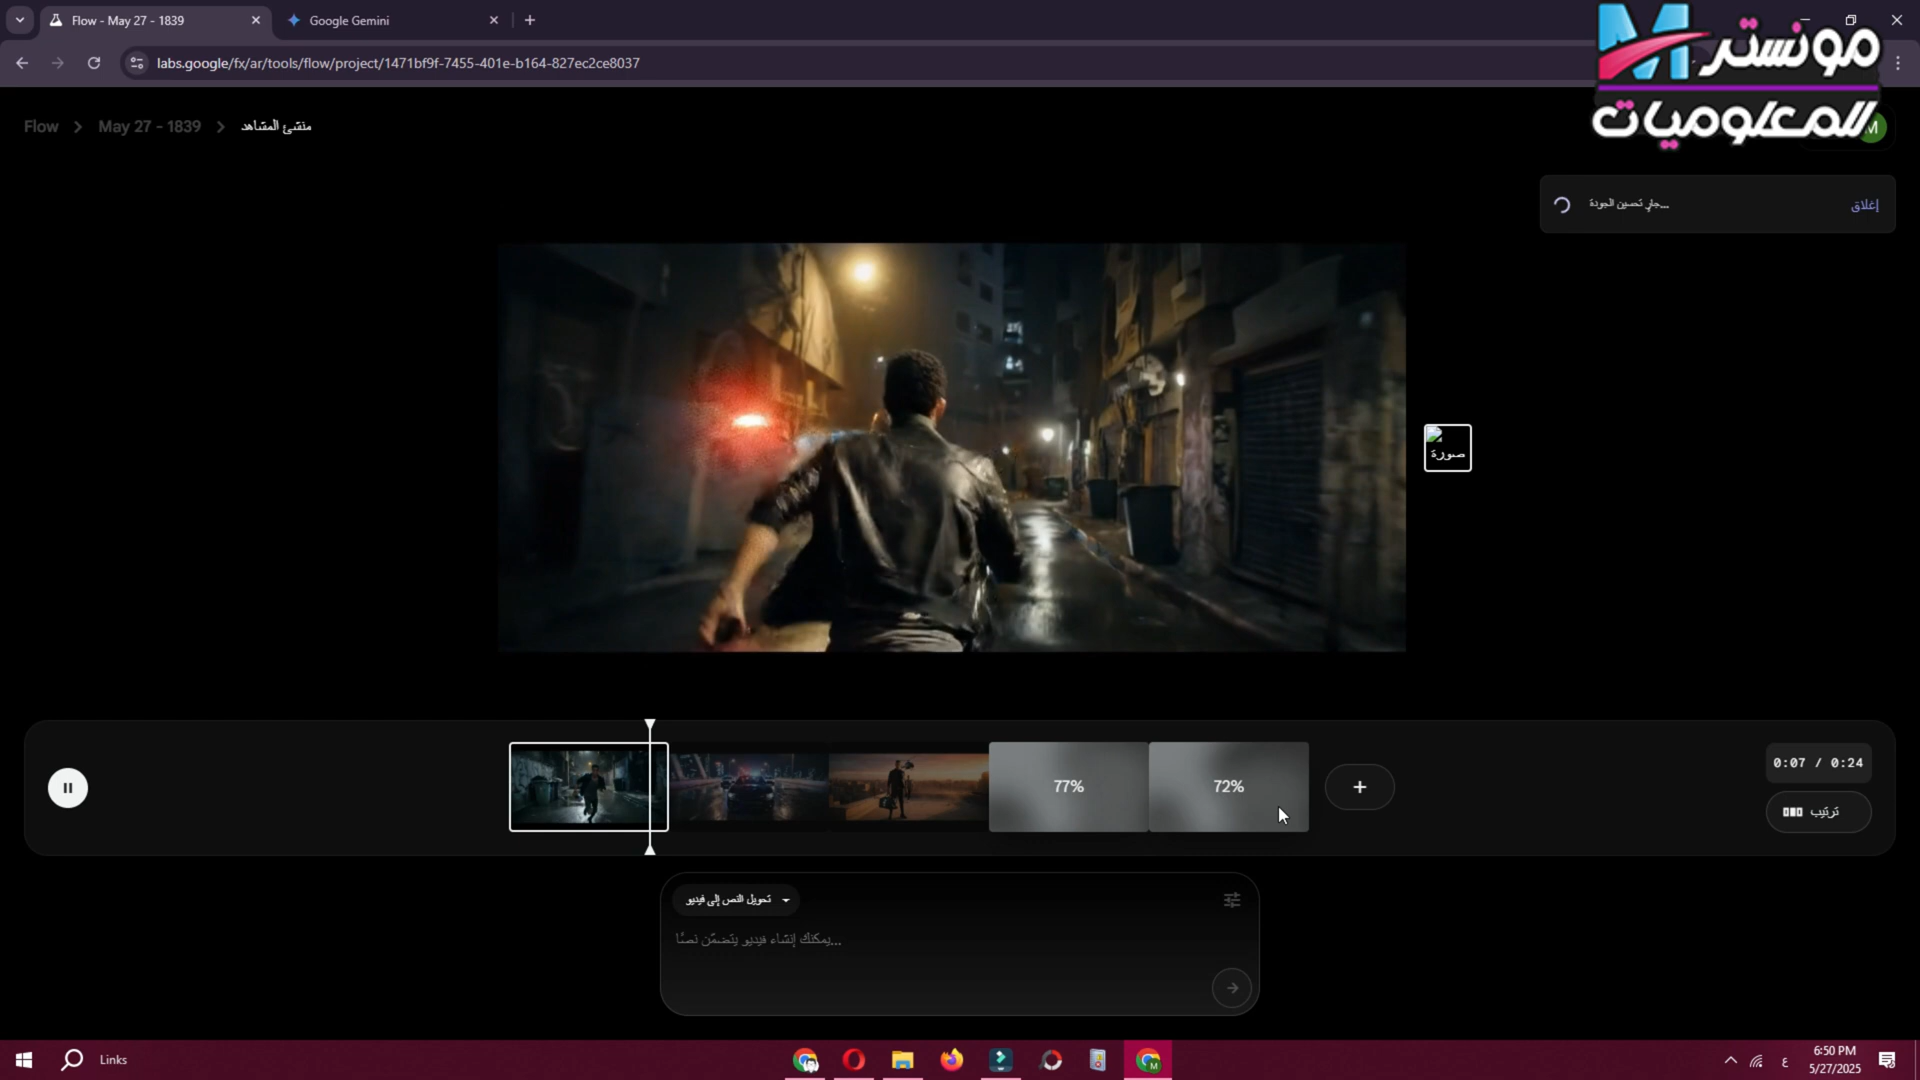 Flow - May 27 - 1839
Google Gemini
labs.google/fx/ar/tools/flow/project/1471bf9f-7455-401e-b164-827ec2ce8037
مونستر
للمعلوميات
M
Flow
May 27 - 1839
منشئ المشاهد
جارٍ تحسين الجودة...
إغلاق
صورة
77%
72%
0:07 / 0:24
ترتيب
تحويل النص إلى فيديو
يمكنك إنشاء فيديو يتضمّن نصًا...
Links
ع
6:50 PM
5/27/2025